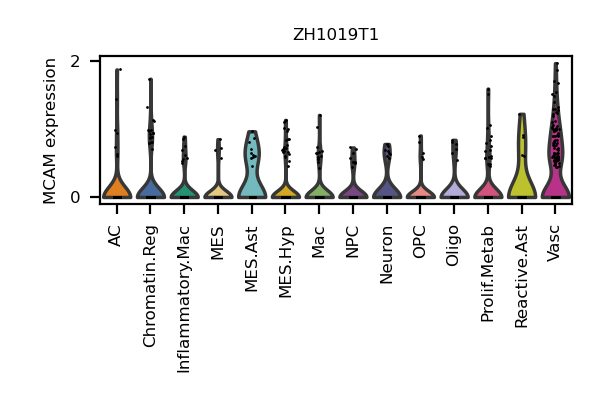 ZH1019T1
MCAM expression
2
0
AC
Chromatin.Reg
Inflammatory.Mac
MES
MES.Ast
MES.Hyp
Mac
NPC
Neuron
OPC
Oligo
Prolif.Metab
Reactive.Ast
Vasc